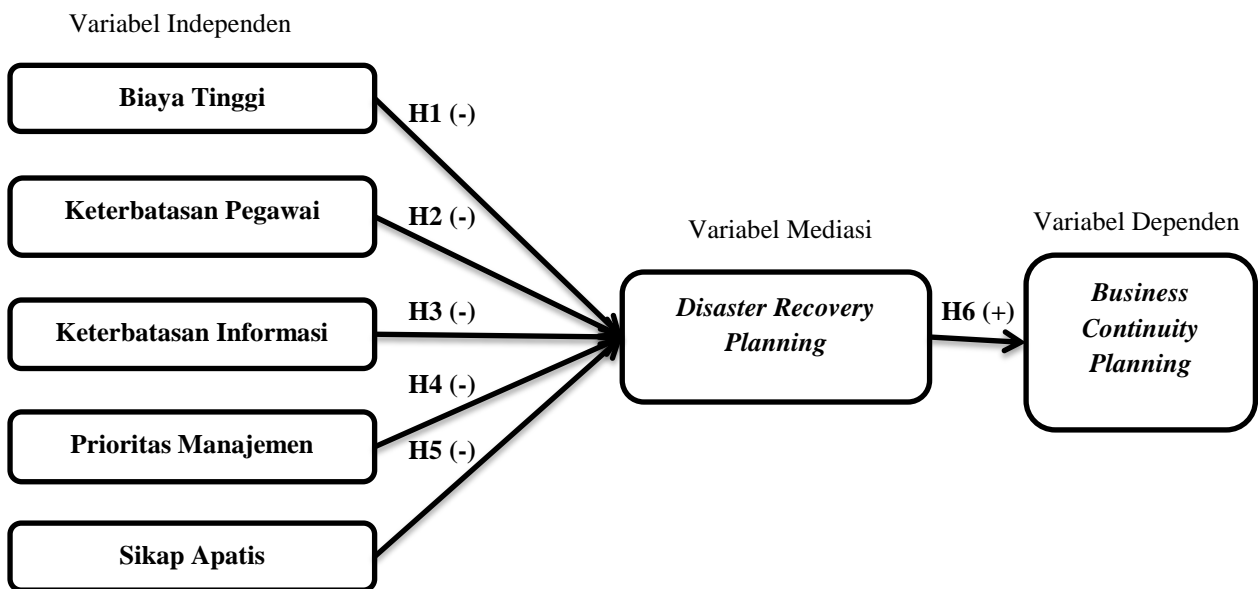 Variabel Independen
Biaya Tinggi
H1 (-)
Keterbatasan Pegawai
H2 (-)
Keterbatasan Informasi
H3 (-)
Prioritas Manajemen
H4 (-)
H5 (-)
Sikap Apatis
Variabel Mediasi
Disaster Recovery
Planning
H6 (+)
Variabel Dependen
Business
Continuity
Planning